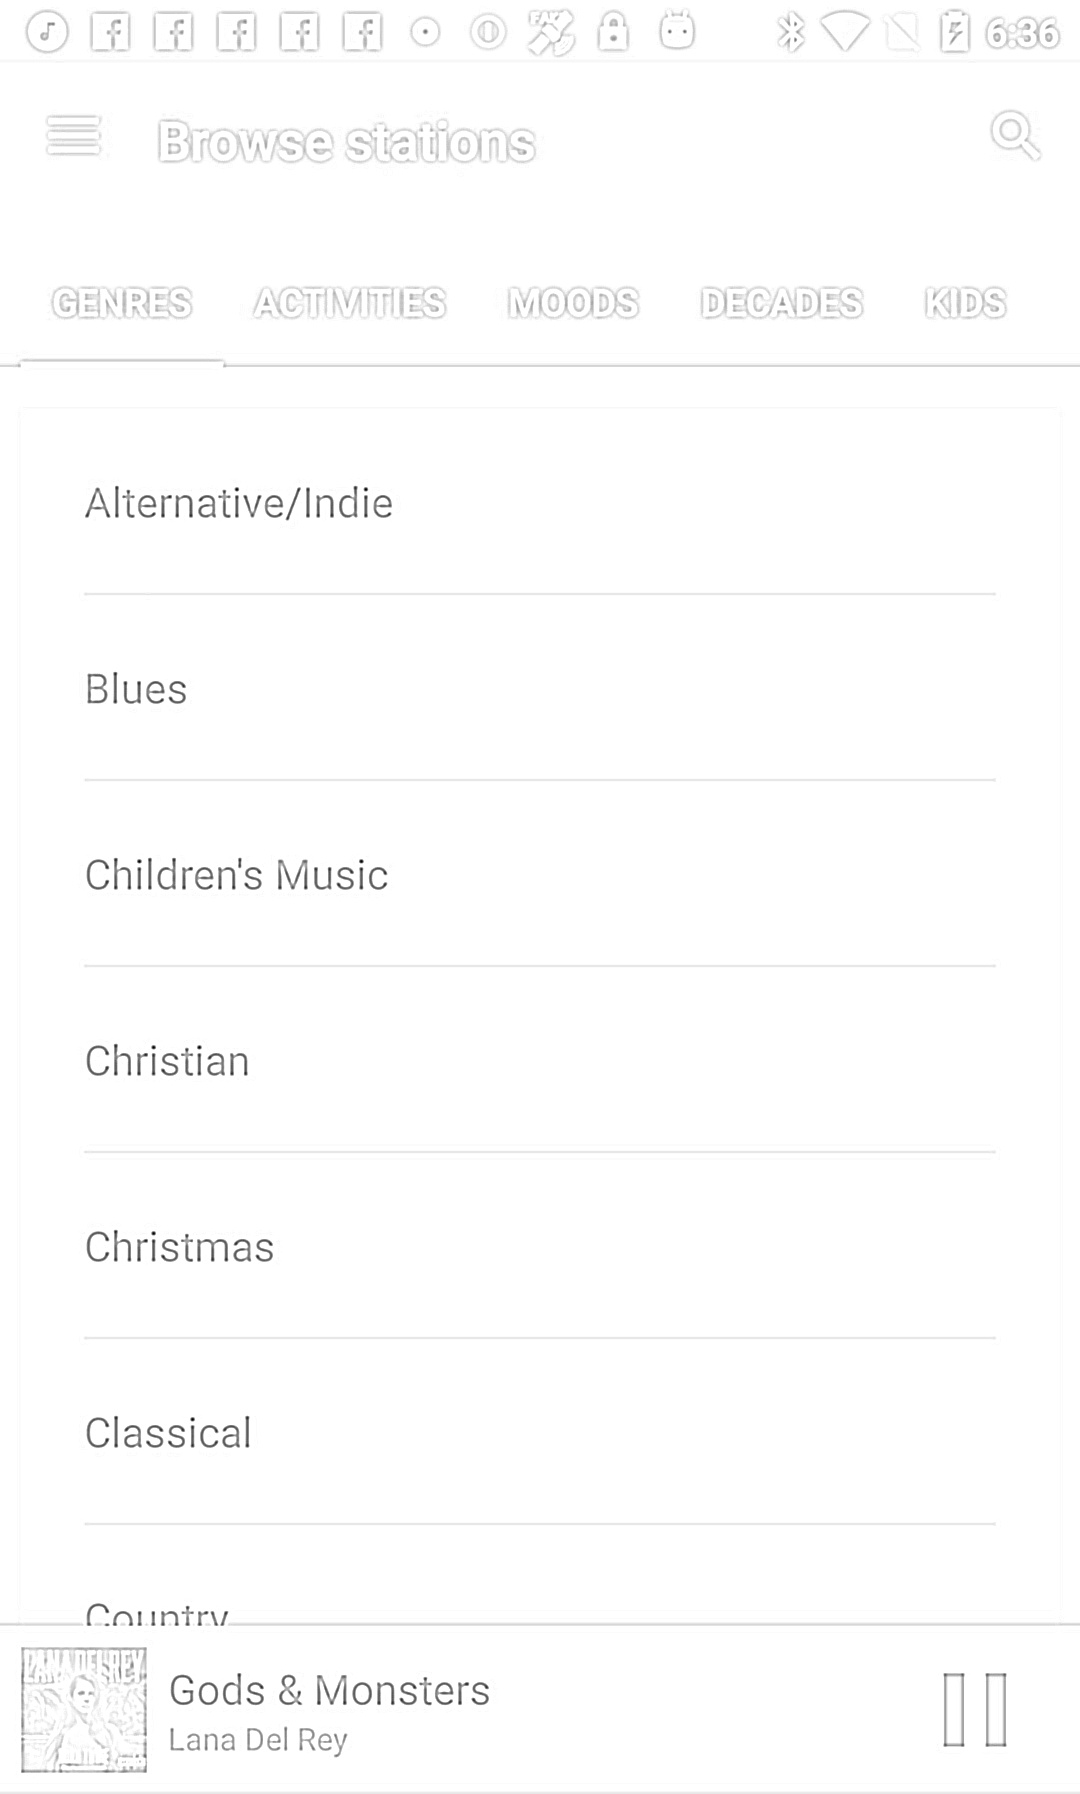 6:36
Browse stations
GENRES ACTIVITIES MOODS DECADES KIDS
Alternative/Indie
Blues
Children's Music
Christian
Christmas
Classical
Country
LANA DEL REY
Gods & Monsters
Lana Del Rey